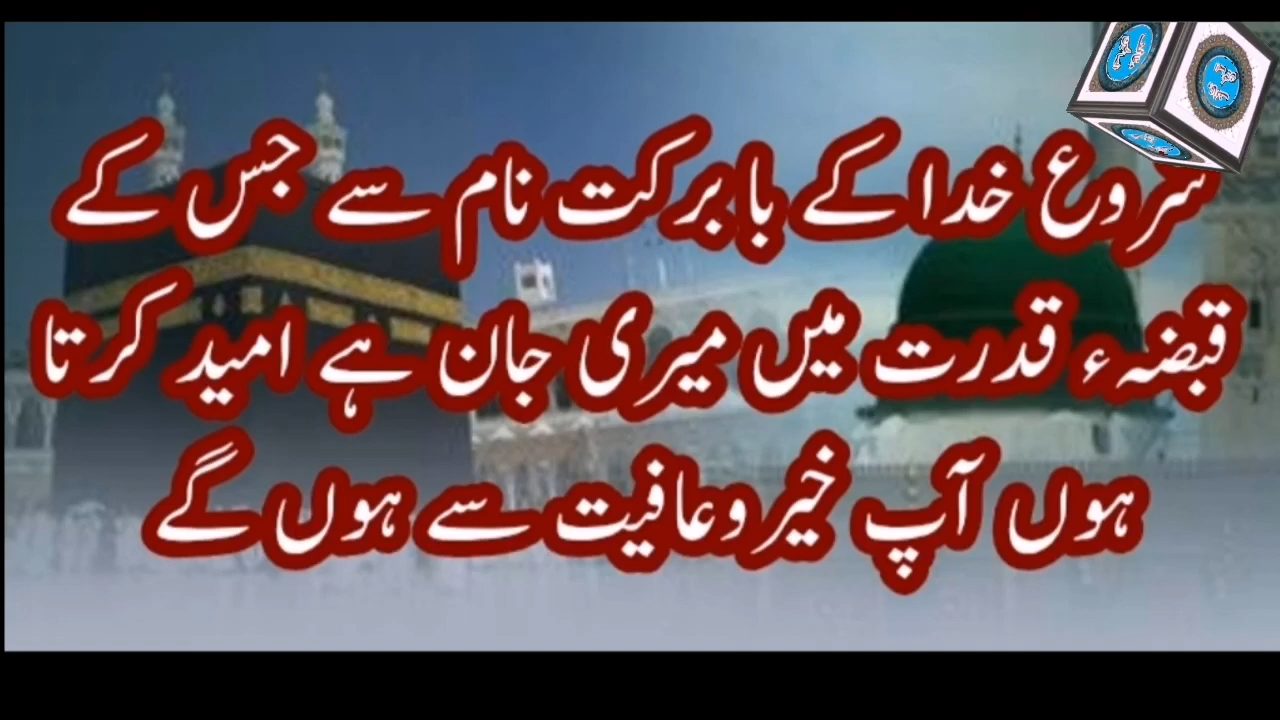 شروع خدا کے بابرکت نام سے جس کے
قبضہء قدرت میں میری جان ہے امید کرتا
ہوں آپ خیر و عافیت سے ہوں گے